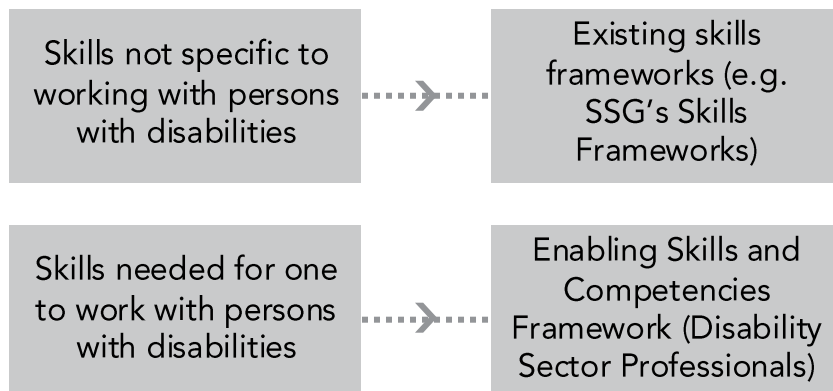 Skills not specific to
working with persons
with disabilities
Existing skills
frameworks (e.g.
SSG's Skills
Frameworks)
Skills needed for one
to work with persons
with disabilities
Enabling Skills and
Competencies
Framework (Disability
Sector Professionals)